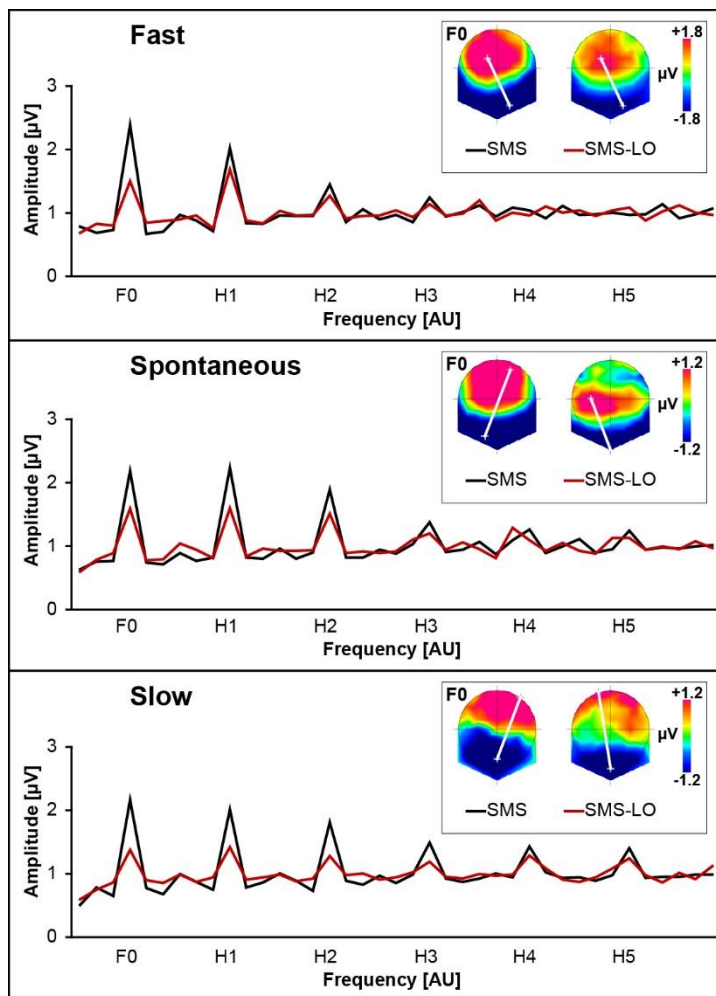 Fast
F0
+1.8
µV
-1.8
SMS
SMS-LO
Amplitude [µV]
3
2
1
0
F0 H1 H2 H3 H4 H5
Frequency [AU]
Spontaneous
F0
+1.2
µV
-1.2
SMS
SMS-LO
Amplitude [µV]
3
2
1
0
F0 H1 H2 H3 H4 H5
Frequency [AU]
Slow
F0
+1.2
µV
-1.2
SMS
SMS-LO
Amplitude [µV]
3
2
1
0
F0 H1 H2 H3 H4 H5
Frequency [AU]